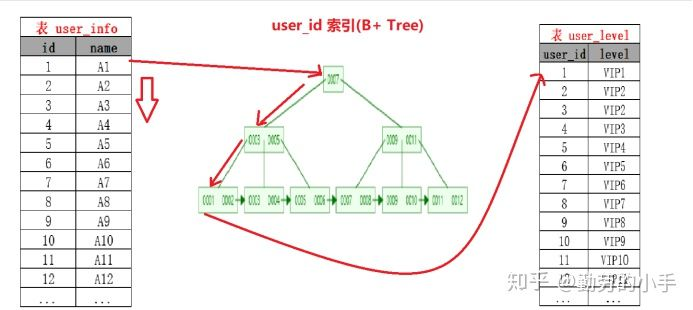 表 user_info
id name
1 A1
2 A2
3 A3
4 A4
5 A5
6 A6
7 A7
8 A8
9 A9
10 A10
11 A11
12 A12
... ...
user_id 索引(B+ Tree)
0007
0003 0005
0009 0011
0001 0002 0003 0004 0005 0006 0007 0008 0009 0010 0011 0012
表 user_level
user_id level
1 VIP1
2 VIP2
3 VIP2
4 VIP3
5 VIP4
6 VIP5
7 VIP6
8 VIP7
9 VIP8
10 VIP9
11 VIP10
... ...
知乎 @勤劳的小手